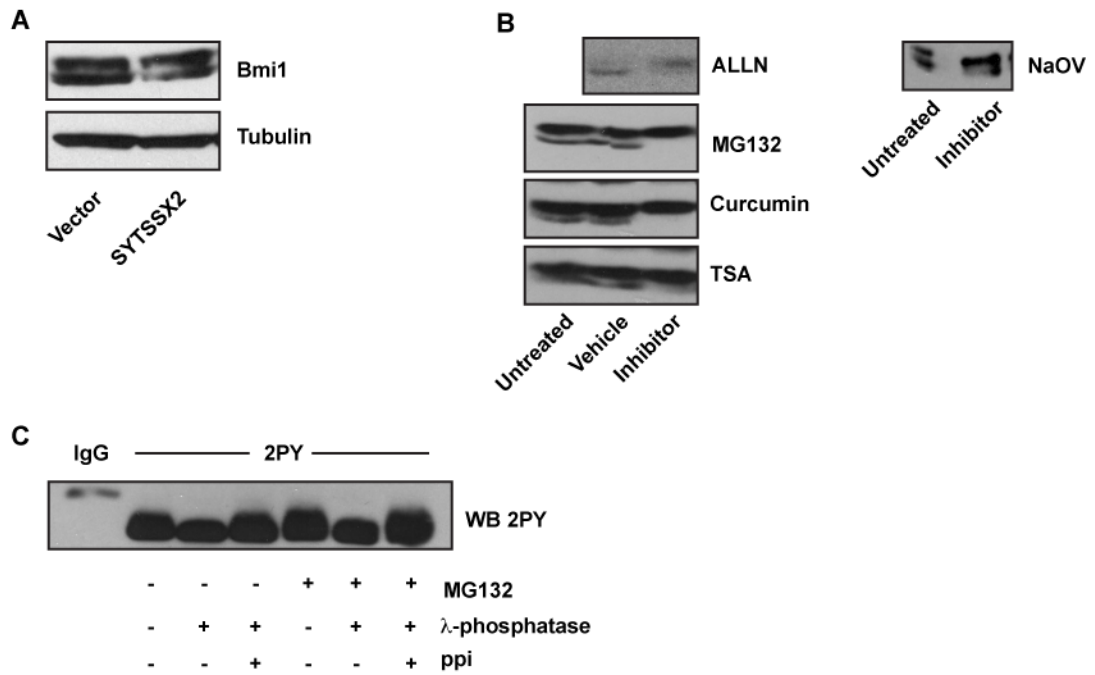 A
Bmi1
Tubulin
Vector
SYTSSX2
B
ALLN
MG132
Curcumin
TSA
Untreated
Vehicle
Inhibitor
NaOV
Untreated
Inhibitor
C
IgG 2PY
WB 2PY
- - - + + + MG132
- + + - + + λ-phosphatase
- - + - - + ppi